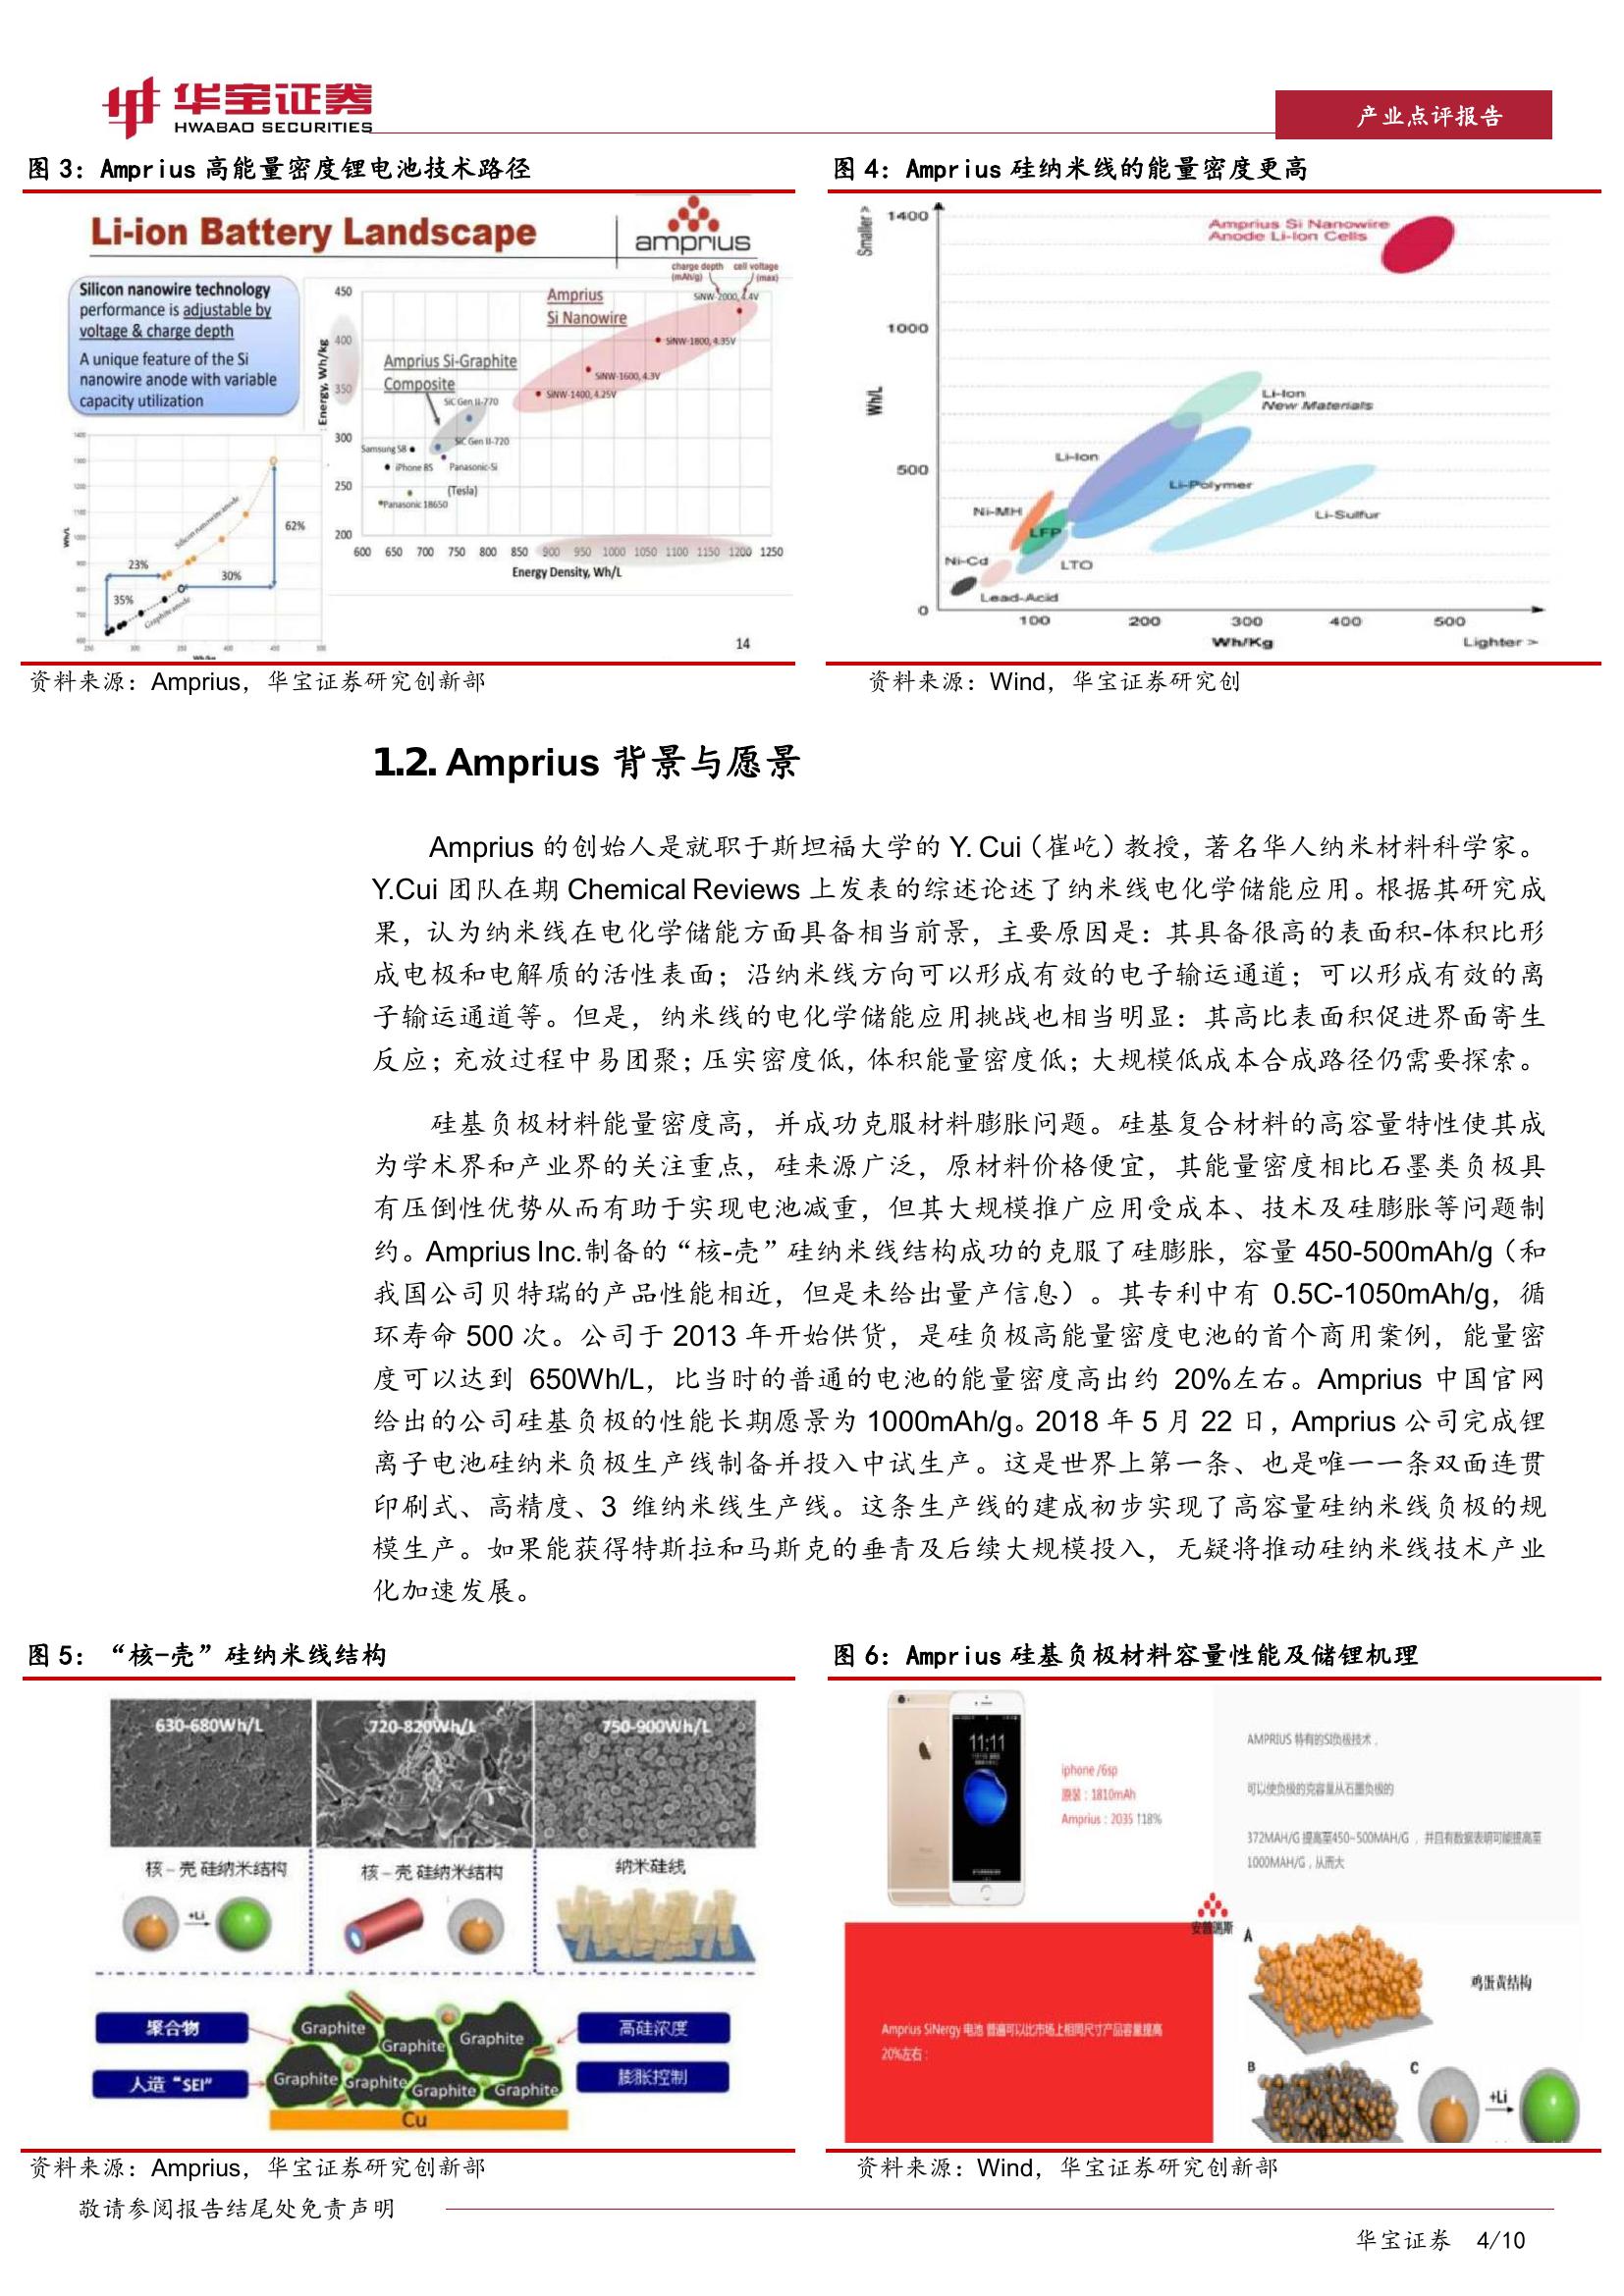 华宝证券
HWABAO SECURITIES
产业点评报告
图 3：Amprius 高能量密度锂电池技术路径
Li-ion Battery Landscape
amprius
charge depth
(mAh/g)
cell voltage
(max)
Silicon nanowire technology
performance is adjustable by
voltage & charge depth
A unique feature of the Si
nanowire anode with variable
capacity utilization
450
400
350
300
250
200
Energy, Wh/kg
Amprius
Si Nanowire
SiNW-2000, 4.4V
SiNW-1800, 4.35V
SiNW-1600, 4.3V
SiNW-1400, 4.25V
Amprius Si-Graphite
Composite
SiC Gen II-770
SiC Gen II-720
Samsung S8
iPhone 8S
Panasonic-Si
(Tesla)
Panasonic 18650
600 650 700 750 800 850 900 950 1000 1050 1100 1150 1200 1250
Energy Density, Wh/L
Silicon nanowire anode
Graphite anode
62%
23%
30%
35%
Wh/L
14
资料来源：Amprius，华宝证券研究创新部
图 4：Amprius 硅纳米线的能量密度更高
Smaller >
Wh/L
1400
1000
500
0
Amprius Si Nanowire
Anode Li-Ion Cells
Li-Ion
New Materials
Li-Ion
Li-Polymer
Li-Sulfur
Ni-MH
LFP
LTO
Ni-Cd
Lead-Acid
100 200 300 400 500
Wh/Kg
Lighter >
资料来源：Wind，华宝证券研究创
1.2. Amprius 背景与愿景
Amprius 的创始人是就职于斯坦福大学的 Y. Cui（崔屹）教授，著名华人纳米材料科学家。
Y.Cui 团队在期 Chemical Reviews 上发表的综述论述了纳米线电化学储能应用。根据其研究成
果，认为纳米线在电化学储能方面具备相当前景，主要原因是：其具备很高的表面积-体积比形
成电极和电解质的活性表面；沿纳米线方向可以形成有效的电子输运通道；可以形成有效的离
子输运通道等。但是，纳米线的电化学储能应用挑战也相当明显：其高比表面积促进界面寄生
反应；充放过程中易团聚；压实密度低，体积能量密度低；大规模低成本合成路径仍需要探索。
硅基负极材料能量密度高，并成功克服材料膨胀问题。硅基复合材料的高容量特性使其成
为学术界和产业界的关注重点，硅来源广泛，原材料价格便宜，其能量密度相比石墨类负极具
有压倒性优势从而有助于实现电池减重，但其大规模推广应用受成本、技术及硅膨胀等问题制
约。Amprius Inc.制备的“核-壳”硅纳米线结构成功的克服了硅膨胀，容量 450-500mAh/g（和
我国公司贝特瑞的产品性能相近，但是未给出量产信息）。其专利中有 0.5C-1050mAh/g，循
环寿命 500 次。公司于 2013 年开始供货，是硅负极高能量密度电池的首个商用案例，能量密
度可以达到 650Wh/L，比当时的普通的电池的能量密度高出约 20%左右。Amprius 中国官网
给出的公司硅基负极的性能长期愿景为 1000mAh/g。2018 年 5 月 22 日，Amprius 公司完成锂
离子电池硅纳米负极生产线制备并投入中试生产。这是世界上第一条、也是唯一一条双面连贯
印刷式、高精度、3 维纳米线生产线。这条生产线的建成初步实现了高容量硅纳米线负极的规
模生产。如果能获得特斯拉和马斯克的垂青及后续大规模投入，无疑将推动硅纳米线技术产业
化加速发展。
图 5：“核-壳”硅纳米线结构
630-680Wh/L
720-820Wh/L
750-900Wh/L
核－壳 硅纳米结构
核－壳 硅纳米结构
纳米硅线
+Li
聚合物
人造“SEI”
高硅浓度
膨胀控制
Graphite
Graphite
Graphite
Graphite
Graphite
Graphite
Graphite
Cu
资料来源：Amprius，华宝证券研究创新部
图 6：Amprius 硅基负极材料容量性能及储锂机理
11:11
iphone /6sp
原装：1810mAh
Amprius：2035 ↑18%
AMPRIUS 特有的SI负极技术，
可以使负极的克容量从石墨负极的
372MAH/G 提高至450~500MAH/G，并且有数据表明可能提高至
1000MAH/G，从而大
安普瑞斯
Amprius SiNergy 电池 普遍可以比市场上相同尺寸产品容量提高
20%左右：
A
鸡蛋黄结构
B
C
+Li
资料来源：Wind，华宝证券研究创新部
敬请参阅报告结尾处免责声明
华宝证券 4/10